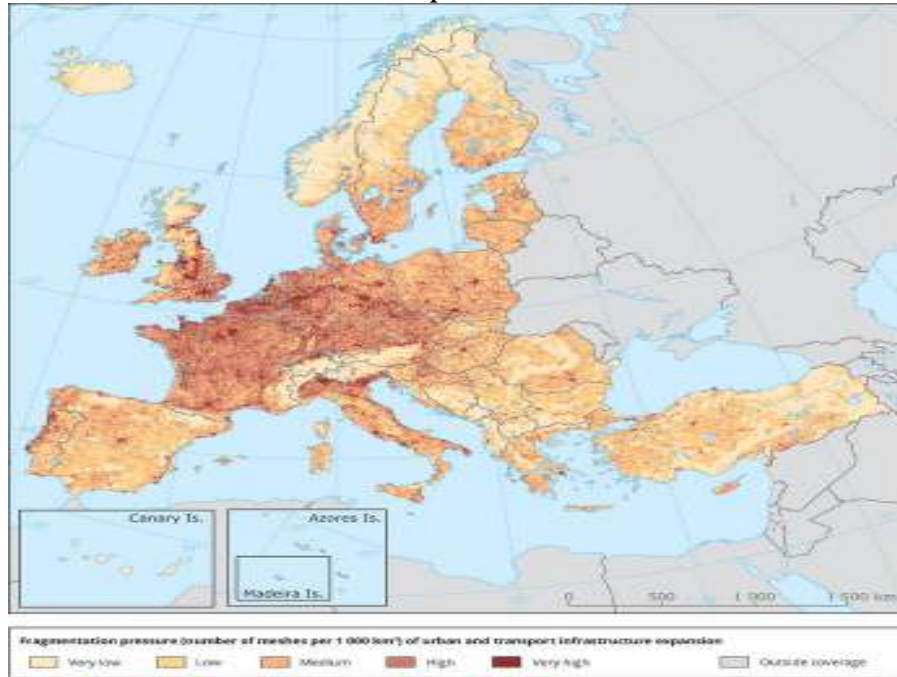 Canary Is.
Azores Is.
Madeira Is.
0 500 1 000 1 500 km
Fragmentation pressure (number of meshes per 1 000 km²) of urban and transport infrastructure expansion
Very low Low Medium High Very high Outside coverage